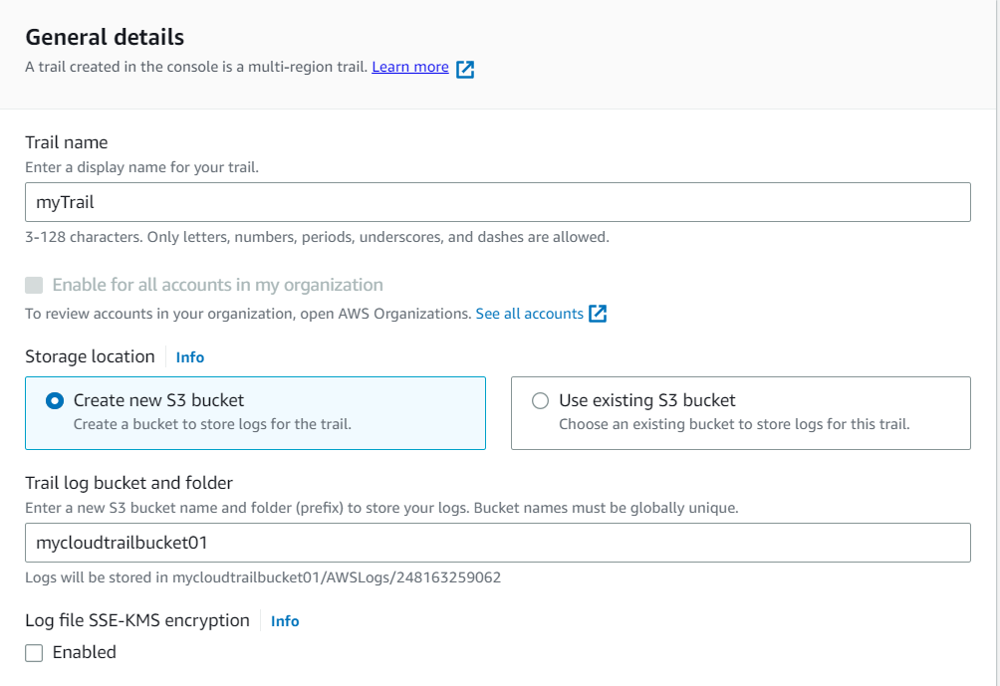 General details
A trail created in the console is a multi-region trail. Learn more
Trail name
Enter a display name for your trail.
myTrail
3-128 characters. Only letters, numbers, periods, underscores, and dashes are allowed.
Enable for all accounts in my organization
To review accounts in your organization, open AWS Organizations. See all accounts
Storage location Info
Create new S3 bucket
Create a bucket to store logs for the trail.
Use existing S3 bucket
Choose an existing bucket to store logs for this trail.
Trail log bucket and folder
Enter a new S3 bucket name and folder (prefix) to store your logs. Bucket names must be globally unique.
mycloudtrailbucket01
Logs will be stored in mycloudtrailbucket01/AWSLogs/248163259062
Log file SSE-KMS encryption Info
Enabled